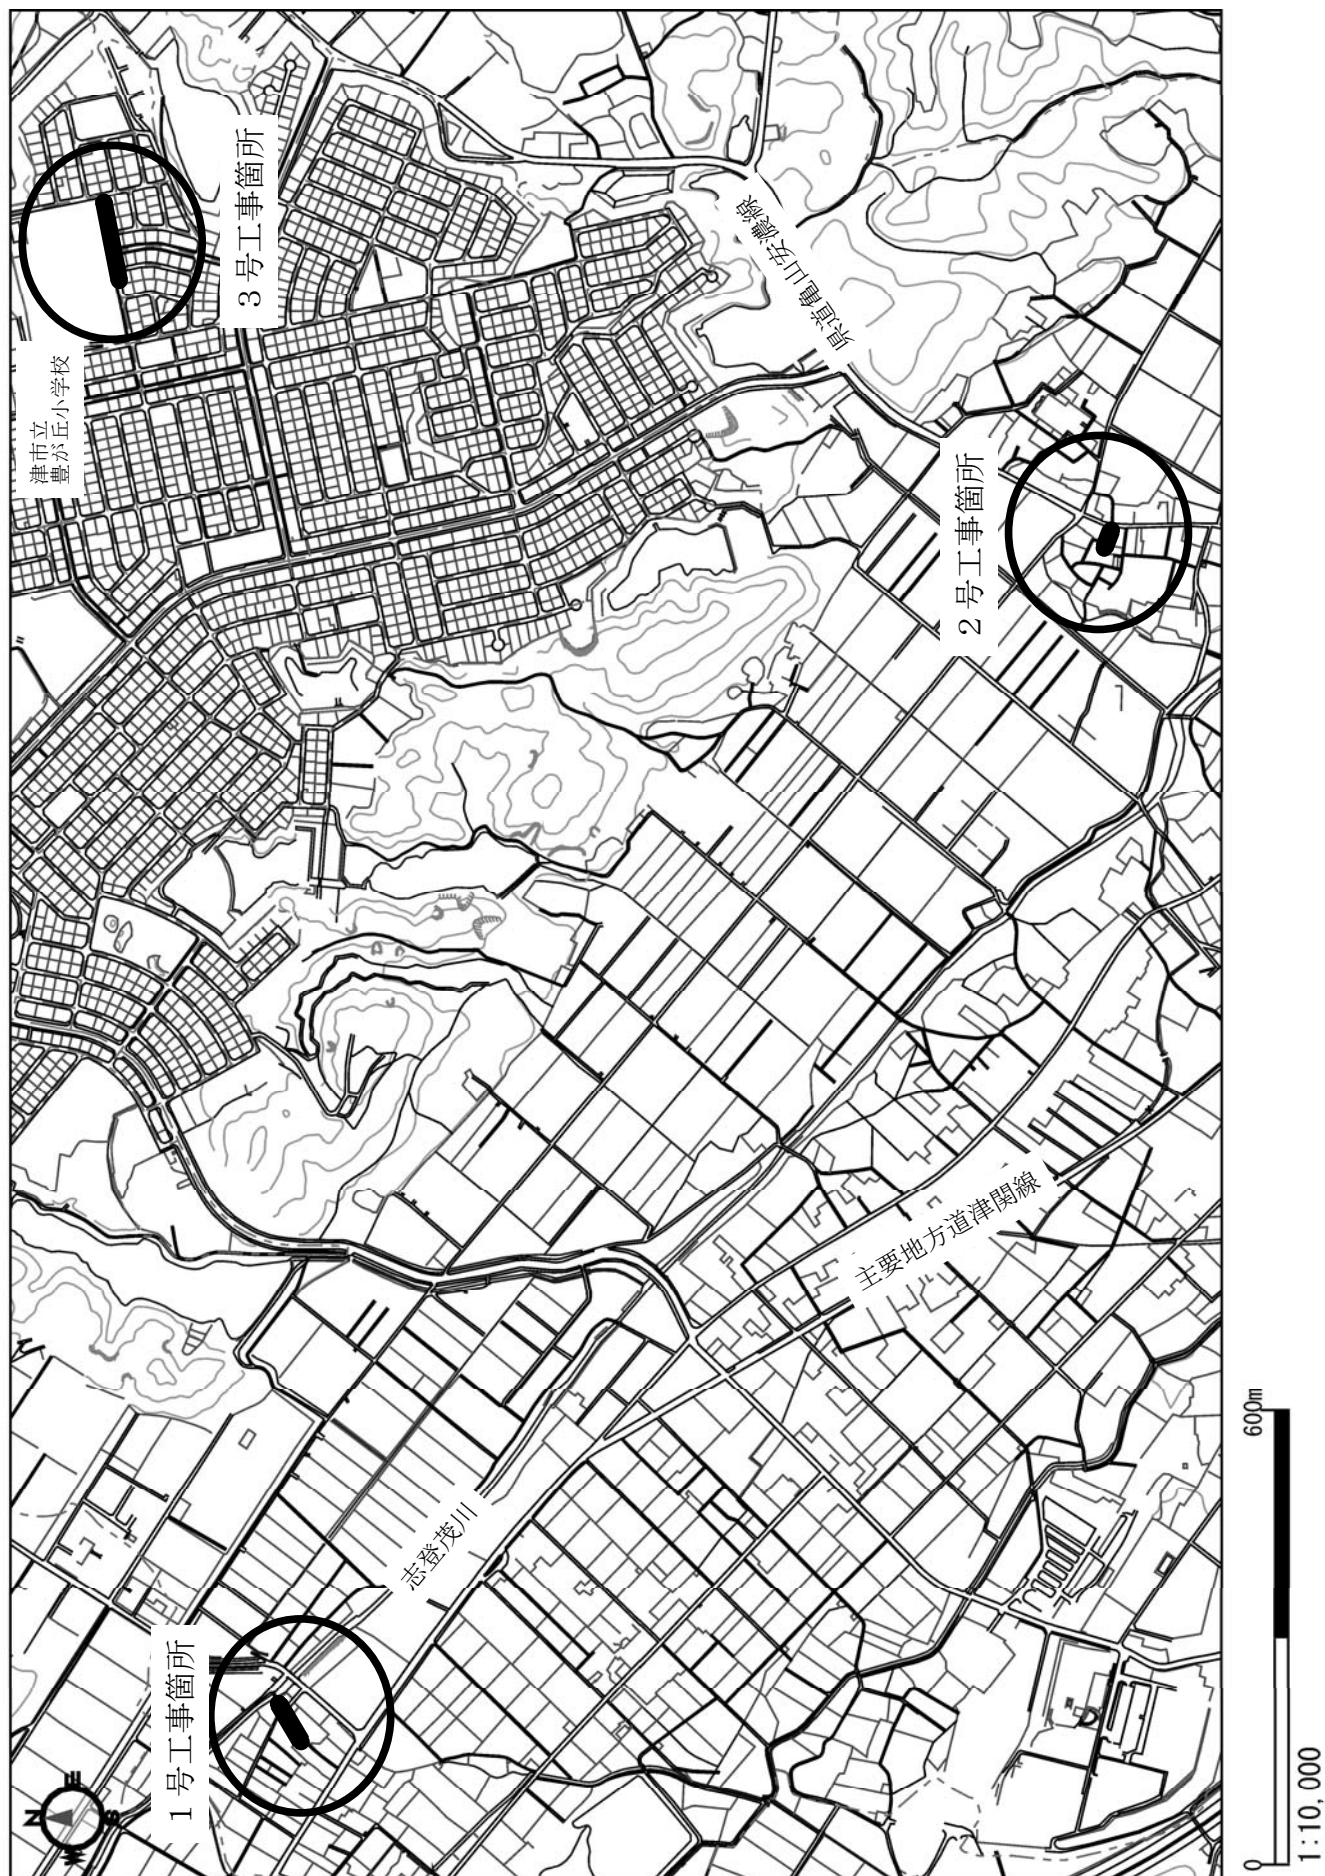 津市立
豊が丘小学校
3号工事箇所
県道亀山安濃線
2号工事箇所
主要地方道津関線
志登茂川
1号工事箇所
N
E
S
W
0
600m
1:10,000